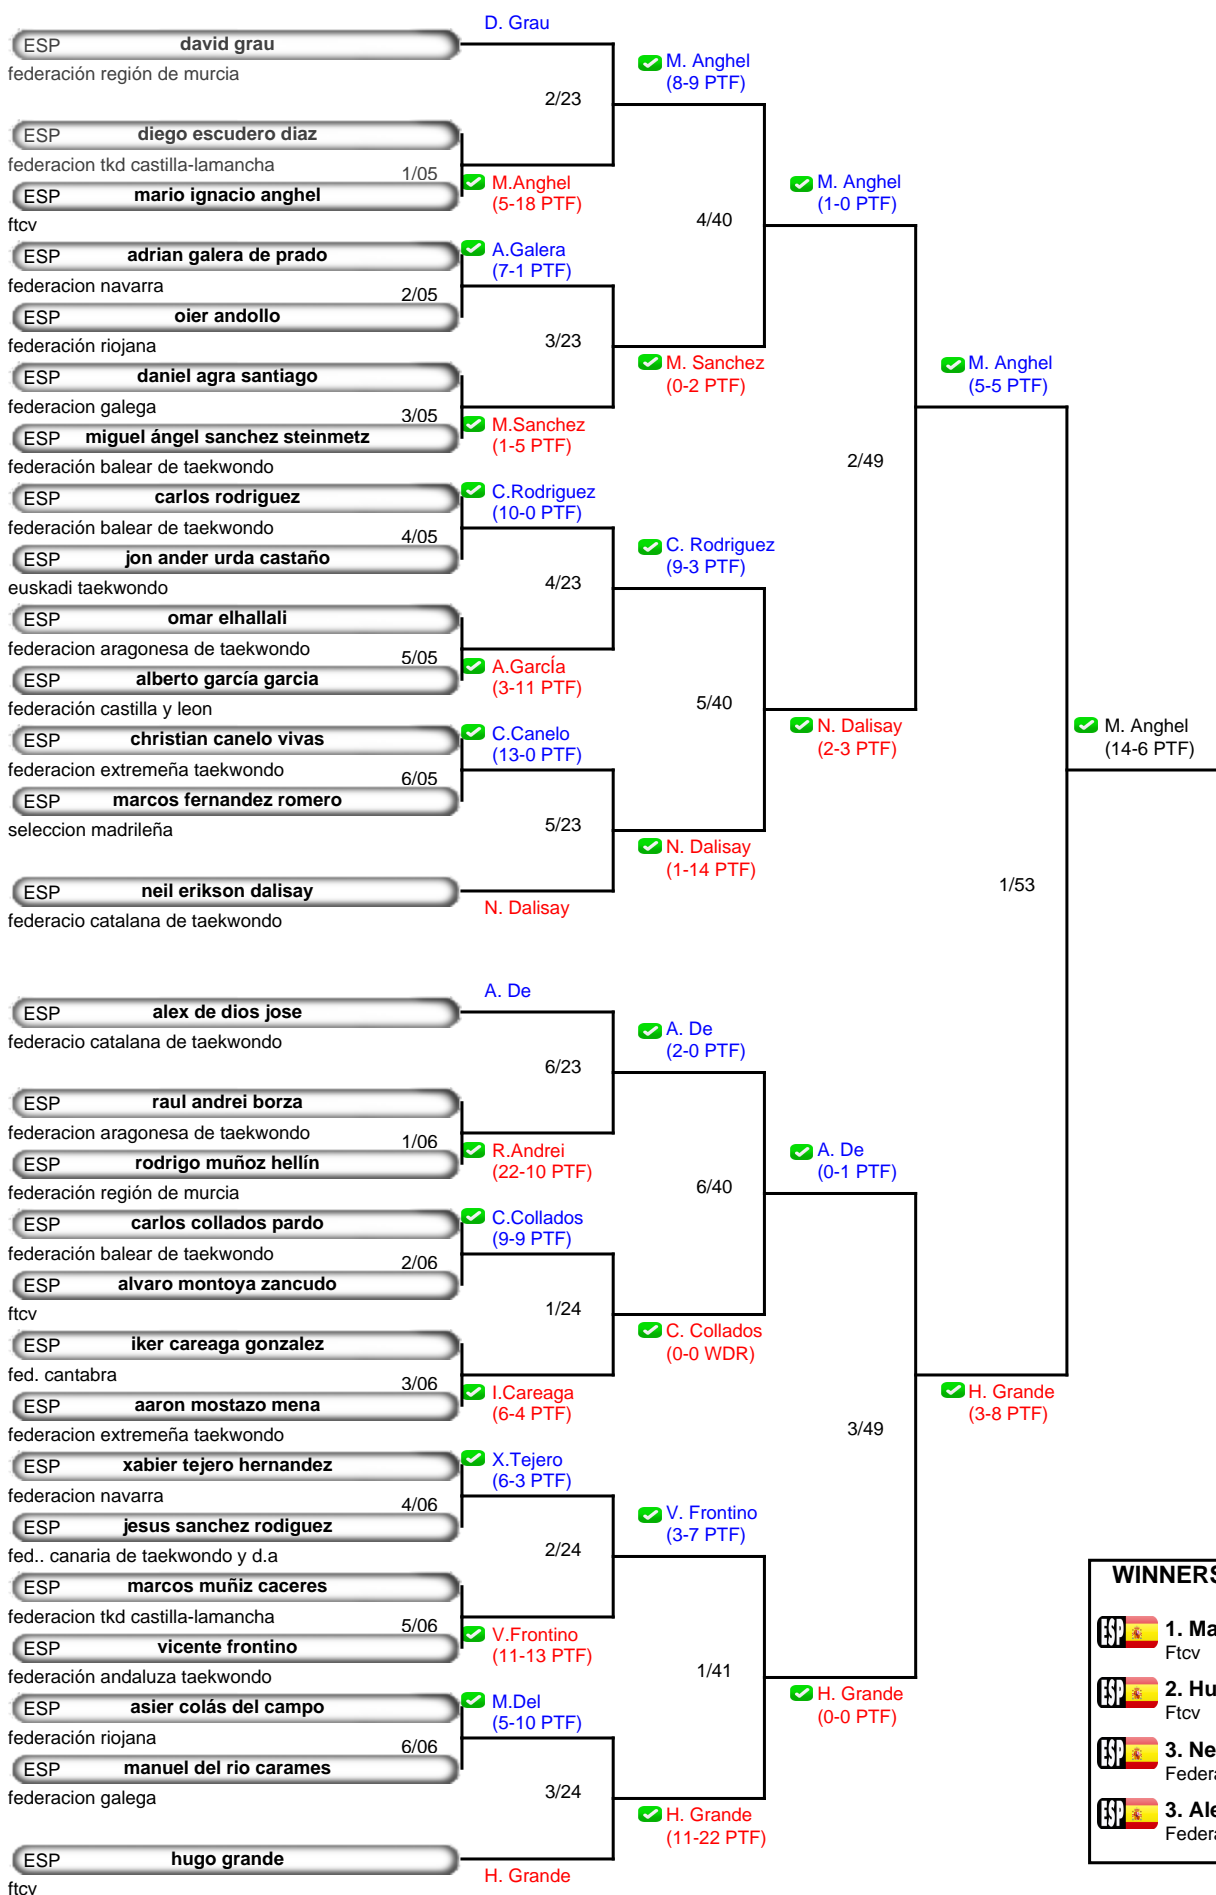 D. Grau
ESP david grau
federación región de murcia
M. Anghel
(8-9 PTF)
2/23
ESP diego escudero diaz
federacion tkd castilla-lamancha
1/05
ESP mario ignacio anghel
ftcv
M.Anghel
(5-18 PTF)
M. Anghel
(1-0 PTF)
4/40
ESP adrian galera de prado
federacion navarra
A.Galera
(7-1 PTF)
2/05
ESP oier andollo
federación riojana
3/23
M. Sanchez
(0-2 PTF)
ESP daniel agra santiago
federacion galega
3/05
ESP miguel ángel sanchez steinmetz
federación balear de taekwondo
M.Sanchez
(1-5 PTF)
M. Anghel
(5-5 PTF)
2/49
ESP carlos rodriguez
federación balear de taekwondo
C.Rodriguez
(10-0 PTF)
4/05
ESP jon ander urda castaño
euskadi taekwondo
C. Rodriguez
(9-3 PTF)
4/23
ESP omar elhallali
federacion aragonesa de taekwondo
5/05
ESP alberto garcía garcia
federación castilla y leon
A.GarcÍa
(3-11 PTF)
5/40
N. Dalisay
(2-3 PTF)
M. Anghel
(14-6 PTF)
ESP christian canelo vivas
federacion extremeña taekwondo
C.Canelo
(13-0 PTF)
6/05
ESP marcos fernandez romero
seleccion madrileña
5/23
N. Dalisay
(1-14 PTF)
ESP neil erikson dalisay
federacio catalana de taekwondo
N. Dalisay
1/53
A. De
ESP alex de dios jose
federacio catalana de taekwondo
A. De
(2-0 PTF)
6/23
ESP raul andrei borza
federacion aragonesa de taekwondo
1/06
ESP rodrigo muñoz hellín
federación región de murcia
R.Andrei
(22-10 PTF)
A. De
(0-1 PTF)
6/40
ESP carlos collados pardo
federación balear de taekwondo
C.Collados
(9-9 PTF)
2/06
ESP alvaro montoya zancudo
ftcv
1/24
C. Collados
(0-0 WDR)
ESP iker careaga gonzalez
fed. cantabra
3/06
ESP aaron mostazo mena
federacion extremeña taekwondo
I.Careaga
(6-4 PTF)
H. Grande
(3-8 PTF)
3/49
ESP xabier tejero hernandez
federacion navarra
X.Tejero
(6-3 PTF)
4/06
ESP jesus sanchez rodiguez
fed.. canaria de taekwondo y d.a
V. Frontino
(3-7 PTF)
2/24
ESP marcos muñiz caceres
federacion tkd castilla-lamancha
5/06
ESP vicente frontino
federación andaluza taekwondo
V.Frontino
(11-13 PTF)
1/41
H. Grande
(0-0 PTF)
ESP asier colás del campo
federación riojana
M.Del
(5-10 PTF)
6/06
ESP manuel del rio carames
federacion galega
3/24
H. Grande
(11-22 PTF)
ESP hugo grande
ftcv
H. Grande
WINNERS
ESP 1. Ma
Ftcv
ESP 2. Hu
Ftcv
ESP 3. Ne
Federa
ESP 3. Ale
Federa